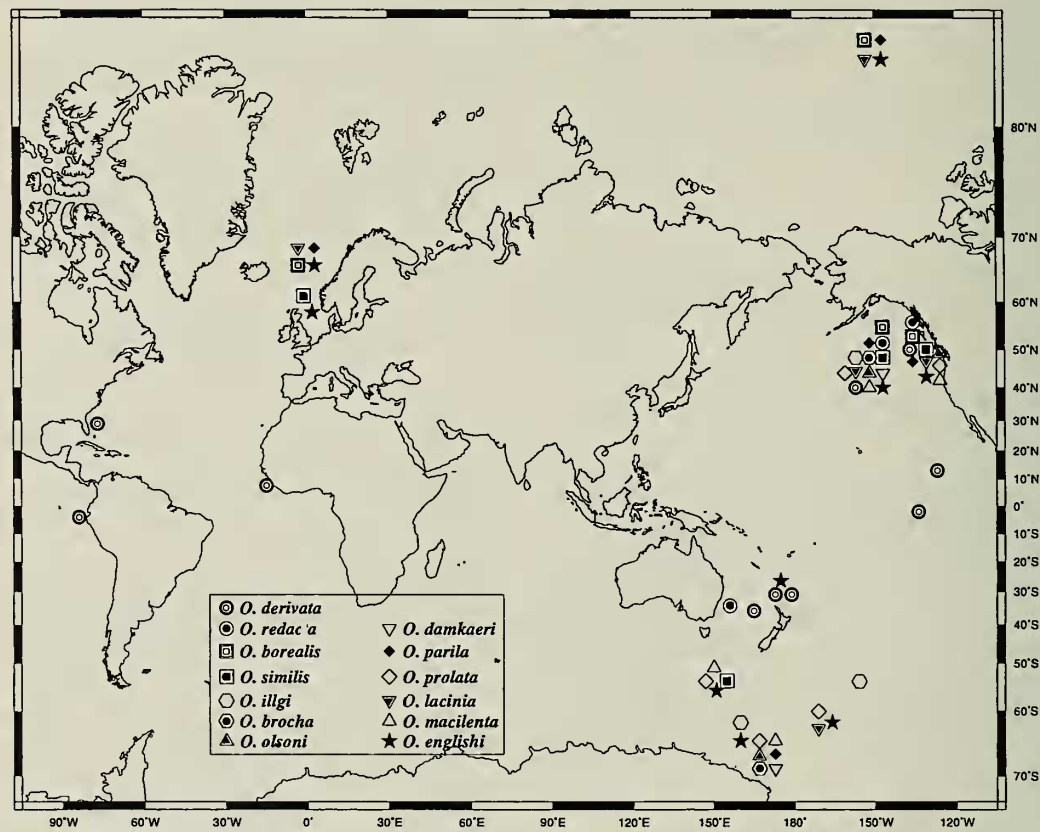 80°N
70°N
60°N
50°N
40°N
30°N
20°N
10°N
0°
10°S
20°S
30°S
40°S
50°S
60°S
70°S
O. derivata
O. redac a
O. borealis
O. similis
O. illgi
O. brocha
O. olsoni
O. damkaeri
O. parila
O. prolata
O. lacinia
O. macilenta
O. englishi
90°W 60°W 30°W 0° 30°E 60°E 90°E 120°E 150°E 180° 150°W 120°W